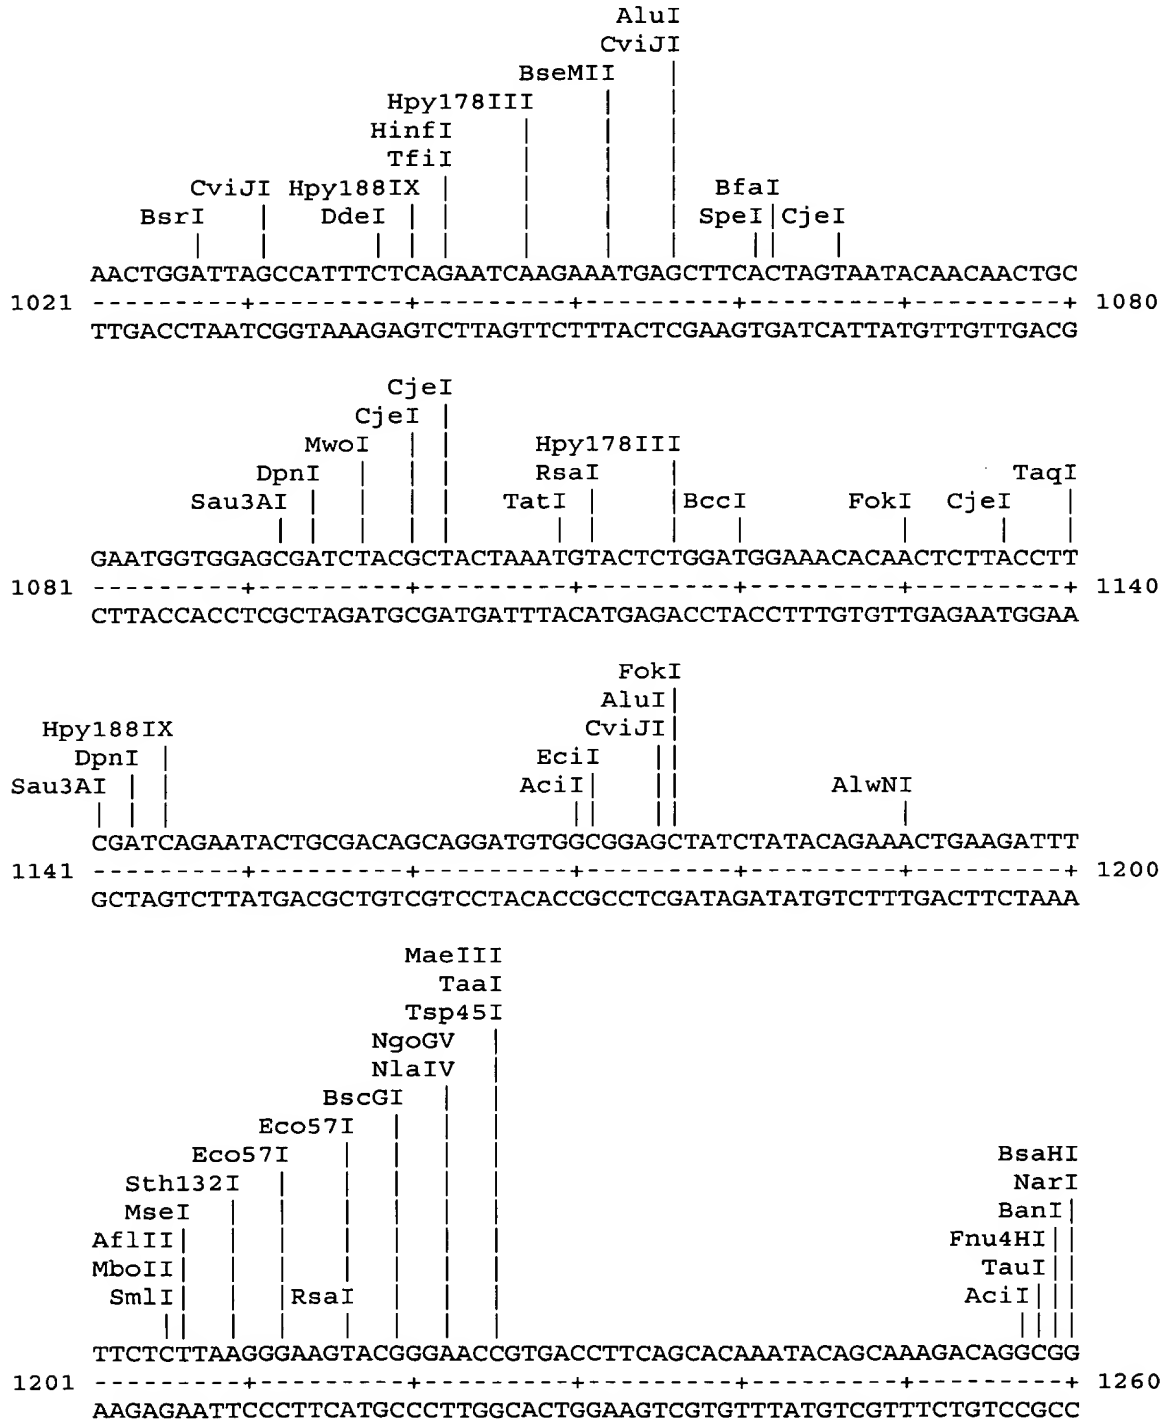 AluI
CviJI
BseMII
Hpy178III
HinfI
TfiI
CviJI Hpy188IX BfaI
BsrI DdeI SpeI CjeI
AACTGGATTAGCCATTTCTCAGAATCAAGAAATGAGCTTCACTAGTAATACAACAACTGC
1021 ---------+---------+---------+---------+---------+---------+ 1080
TTGACCTAATCGGTAAAGAGTCTTAGTTCTTTACTCGAAGTGATCATTATGTTGTTGACG
CjeI
CjeI
MwoI Hpy178III
DpnI RsaI TaqI
Sau3AI TatI BccI FokI CjeI
GAATGGTGGAGCGATCTACGCTACTAAATGTACTCTGGATGGAAACACAACTCTTACCTT
1081 ---------+---------+---------+---------+---------+---------+ 1140
CTTACCACCTCGCTAGATGCGATGATTTACATGAGACCTACCTTTGTGTTGAGAATGGAA
FokI
AluI
Hpy188IX CviJI
DpnI EciI
Sau3AI AciI AlwNI
CGATCAGAATACTGCGACAGCAGGATGTGGCGGAGCTATCTATACAGAAACTGAAGATTT
1141 ---------+---------+---------+---------+---------+---------+ 1200
GCTAGTCTTATGACGCTGTCGTCCTACACCGCCTCGATAGATATGTCTTTGACTTCTAAA
MaeIII
TaaI
Tsp45I
NgoGV
NlaIV
BscGI
Eco57I
Eco57I BsaHI
Sth132I NarI
MseI BanI
AflII Fnu4HI
MboII TauI
SmlI RsaI AciI
TTCTCTTAAGGGAAGTACGGGAACCGTGACCTTCAGCACAAATACAGCAAAGACAGGCGG
1201 ---------+---------+---------+---------+---------+---------+ 1260
AAGAGAATTCCCTTCATGCCCTTGGCACTGGAAGTCGTGTTTATGTCGTTTCTGTCCGCC